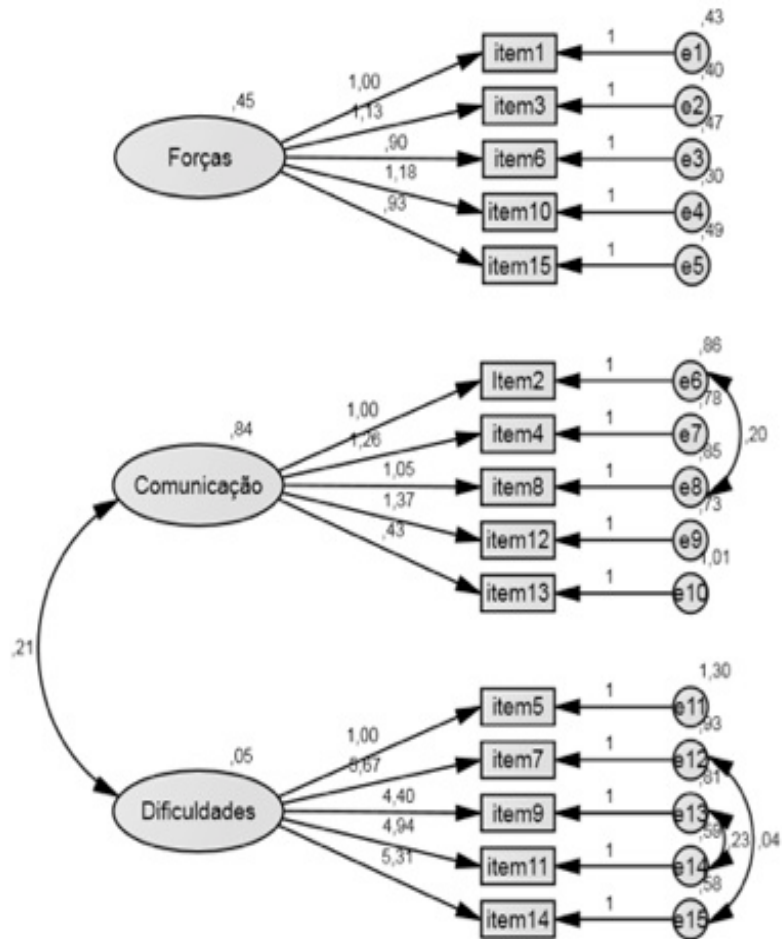 ,43
item1 1 e1
1,00 ,40
,45 item3 1 e2
1,13 ,47
Forças ,90 item6 1 e3
1,18 ,30
item10 1 e4
,93 ,49
item15 1 e5
,86
Item2 1 e6
1,00 ,78
,84 item4 1 e7 ,20
1,26 ,85
Comunicação 1,05 item8 1 e8
1,37 ,73
item12 1 e9
,43 1,01
item13 1 e10
,21
1,30
item5 1 e11
1,00 ,93
,05 item7 1 e12
,81
Dificuldades 4,40 item9 1 e13
4,94 ,59 ,23 ,04
item11 1 e14
5,31 ,58
item14 1 e15